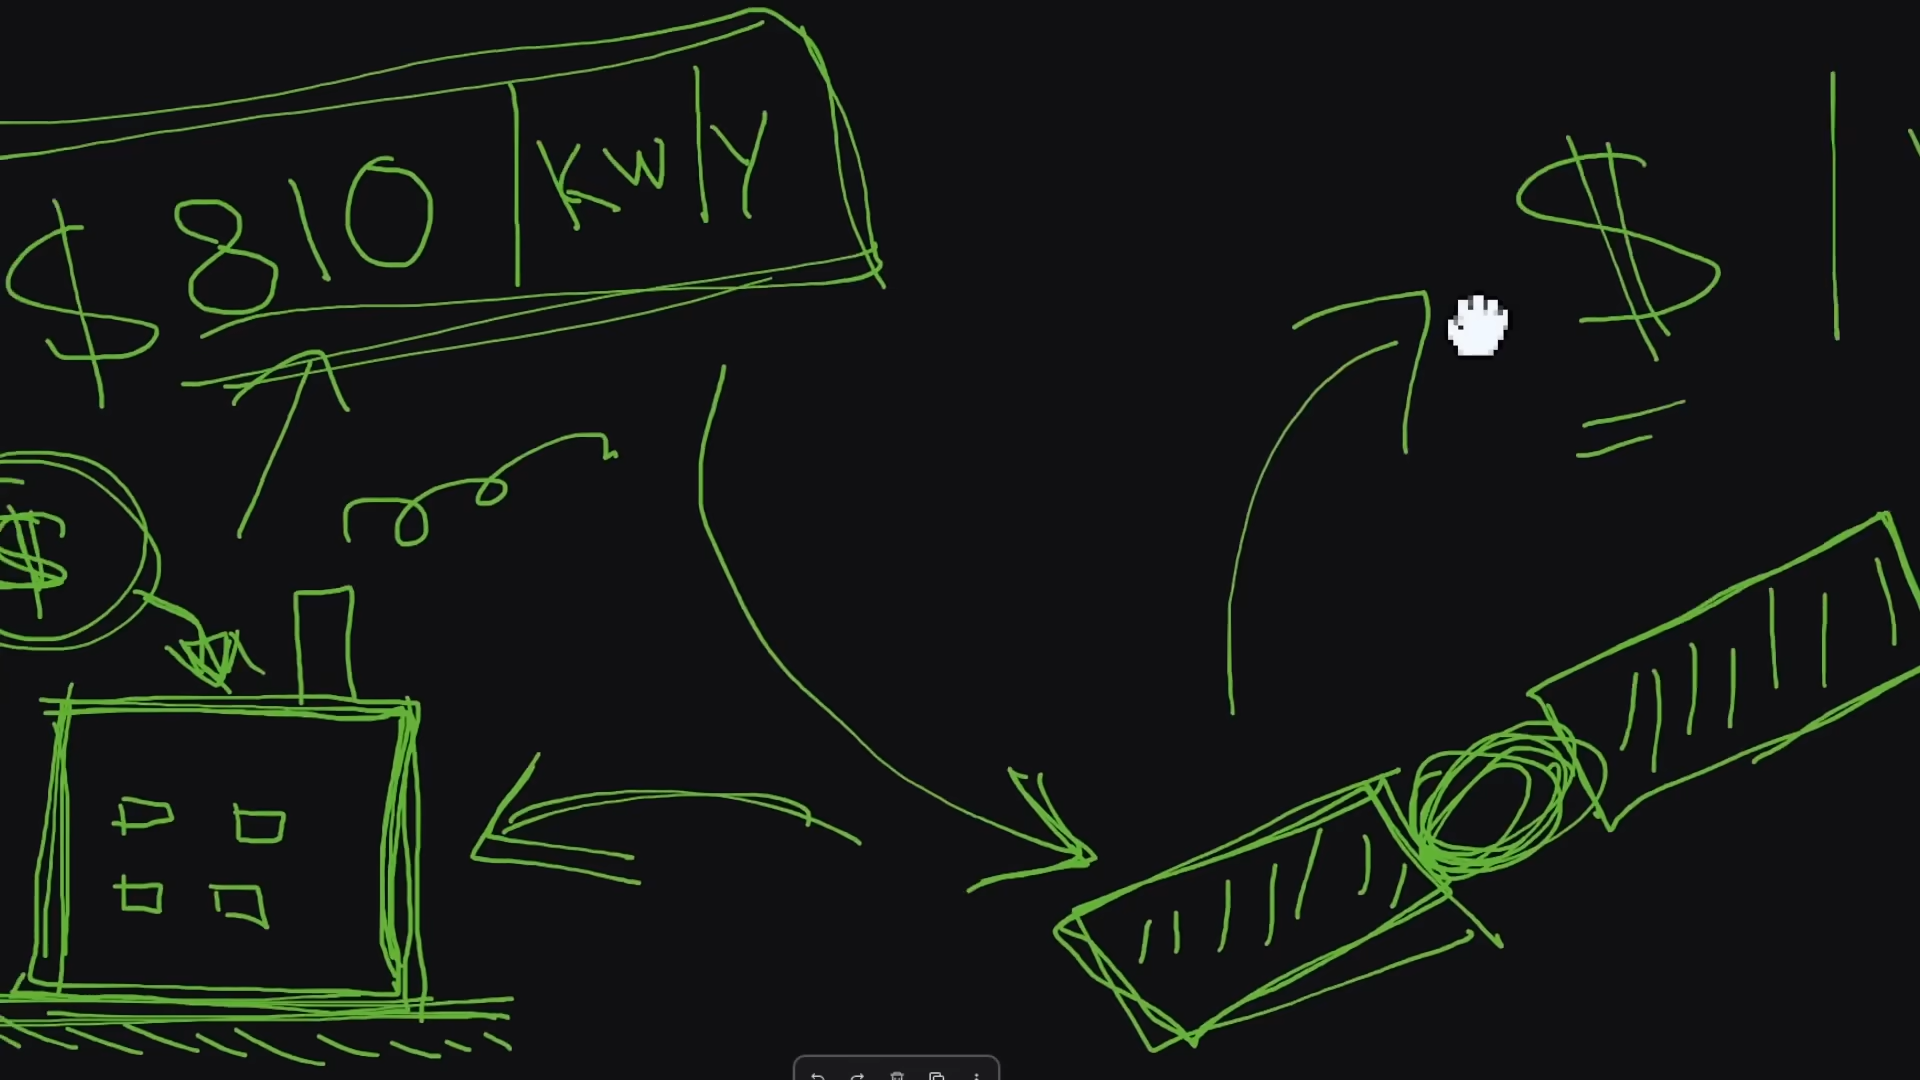 $ 810 | kw | y
$ |
$